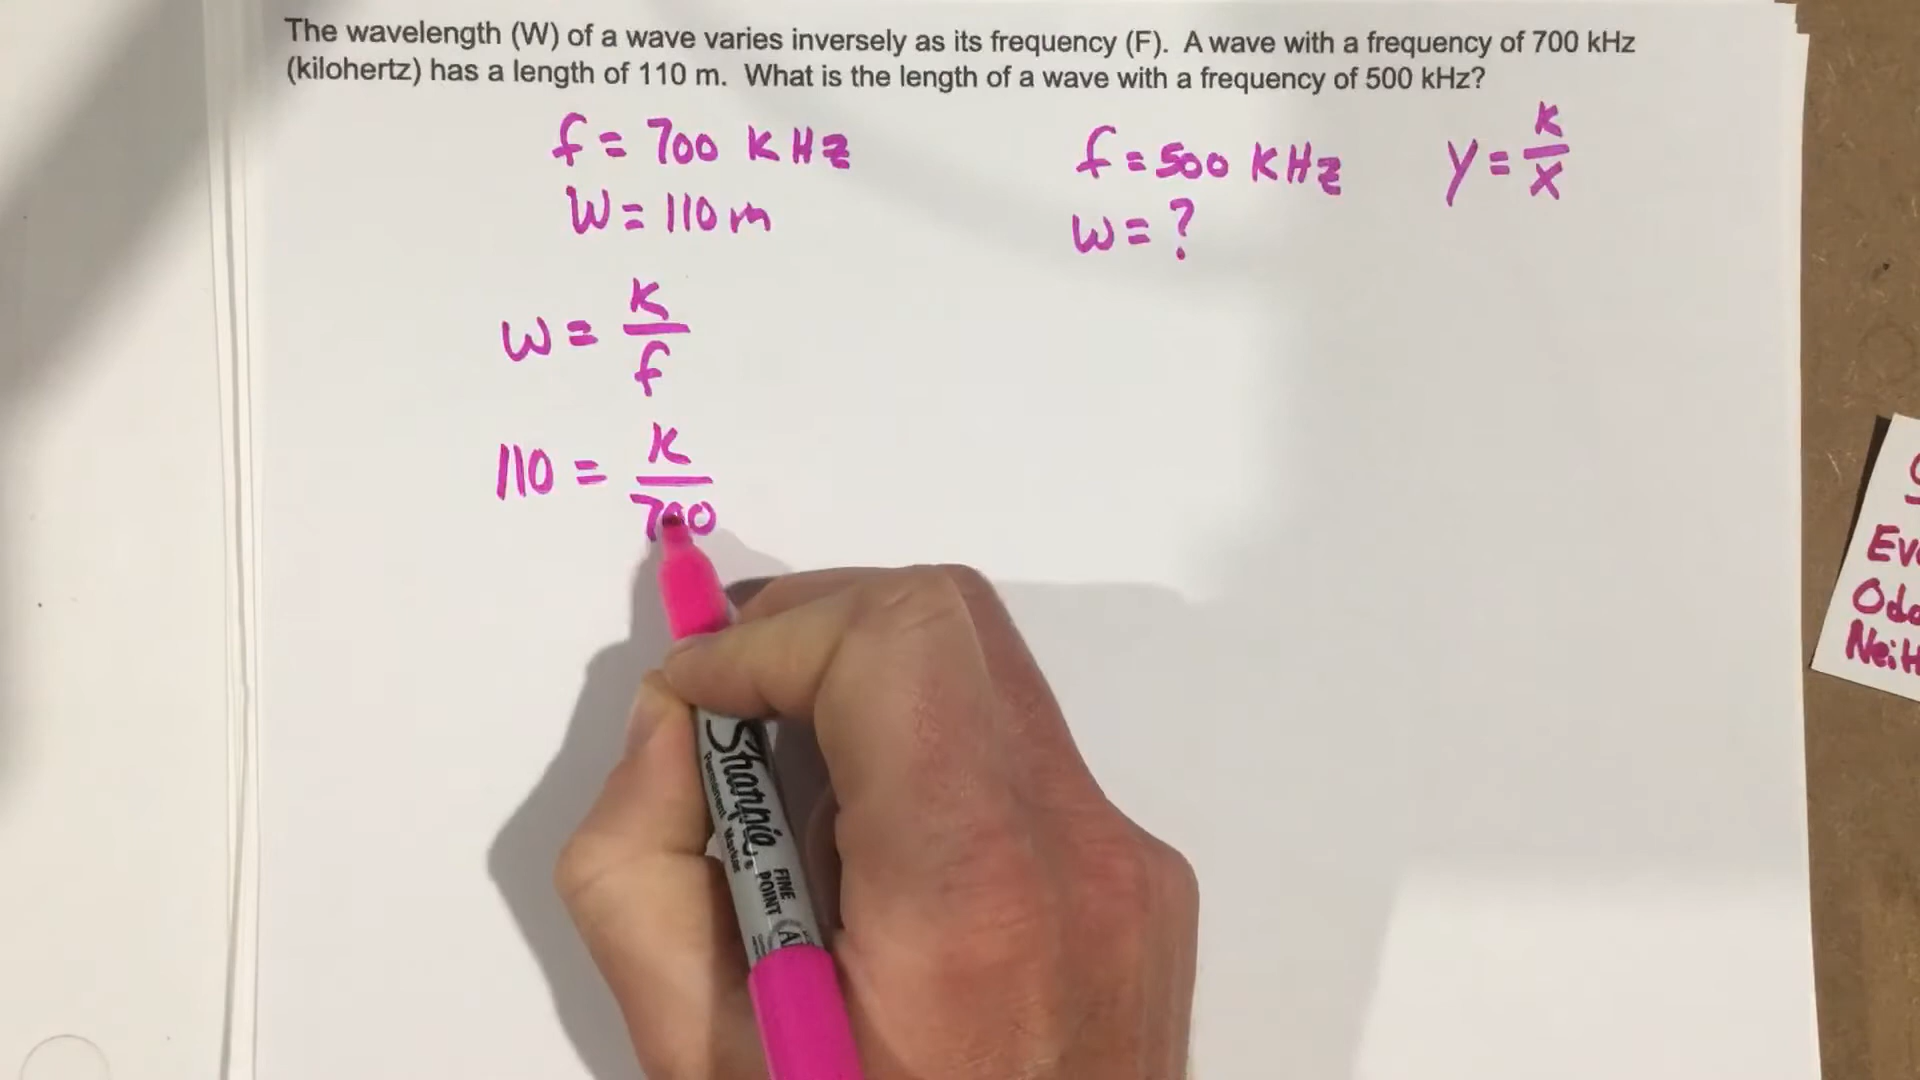 The wavelength (W) of a wave varies inversely as its frequency (F). A wave with a frequency of 700 kHz
(kilohertz) has a length of 110 m. What is the length of a wave with a frequency of 500 kHz?
f = 700 KHz
W = 110 m
f = 500 KHz
w = ?
y = K/x
w = K/f
110 = K/700
Sharpie
Permanent Marker
FINE
POINT